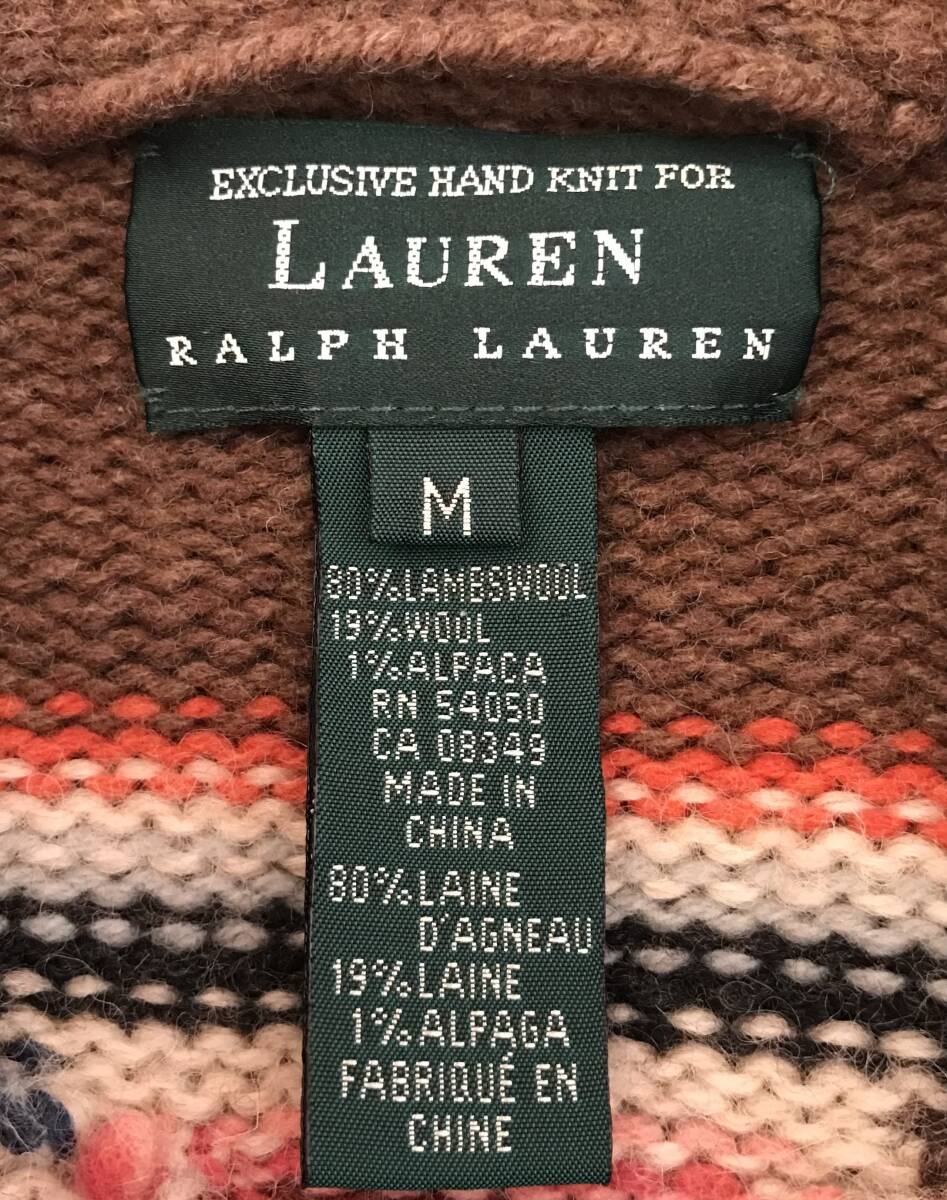 EXCLUSIVE HAND KNIT FOR
LAUREN
RALPH LAUREN
M
80%LAMBSWOOL
19%WOOL
1%ALPACA
RN 54050
CA 08349
MADE IN
CHINA
80%LAINE
D'AGNEAU
19%LAINE
1%ALPAGA
FABRIQUÉ EN
CHINE